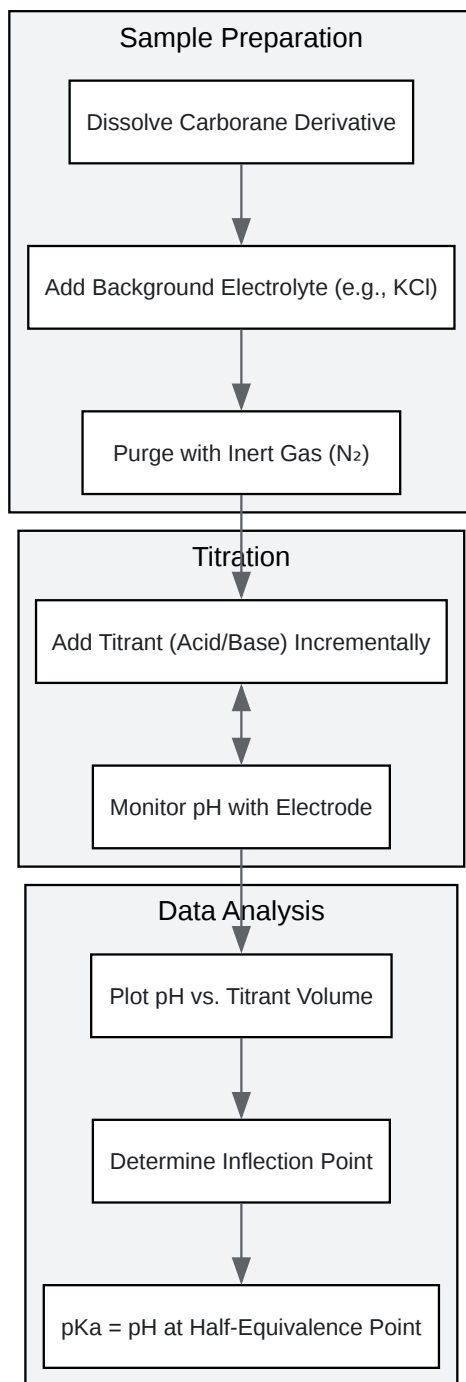 Sample Preparation
Dissolve Carborane Derivative
Add Background Electrolyte (e.g., KCl)
Purge with Inert Gas (N₂)
Titration
Add Titrant (Acid/Base) Incrementally
Monitor pH with Electrode
Data Analysis
Plot pH vs. Titrant Volume
Determine Inflection Point
pKa = pH at Half-Equivalence Point